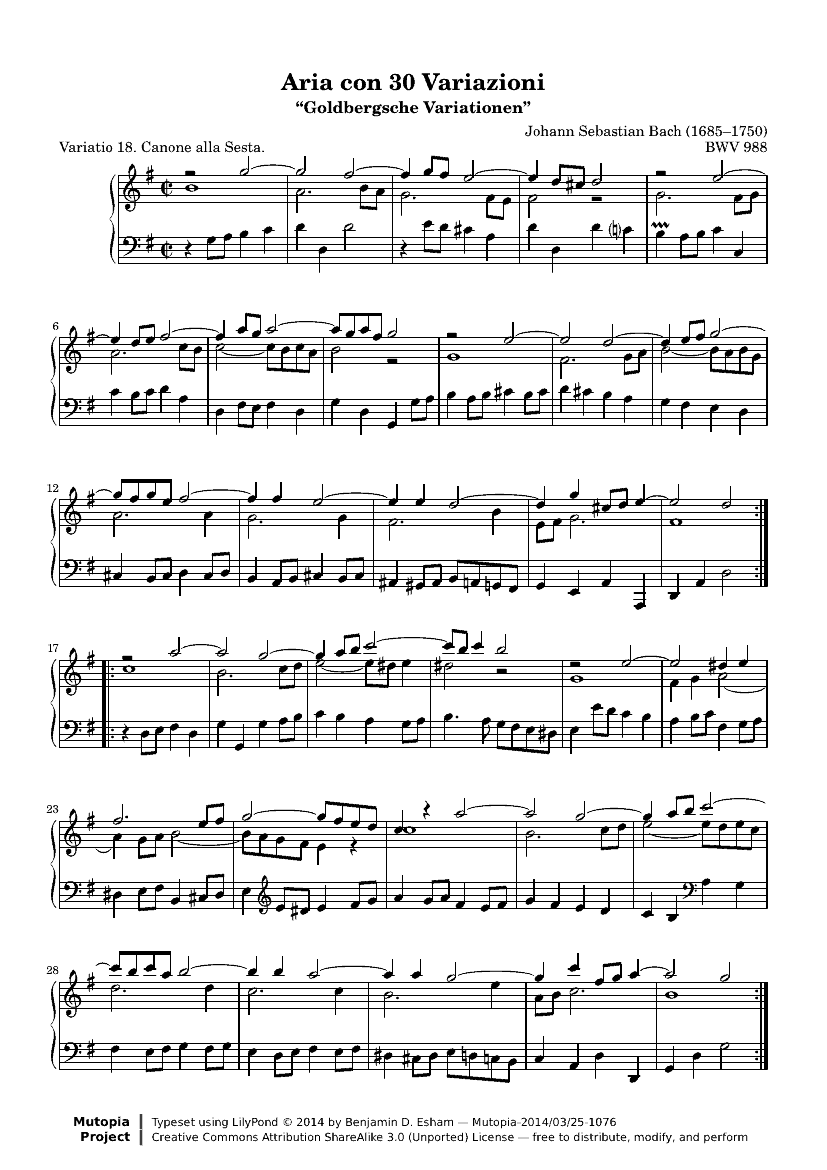 Aria con 30 Variazioni
“Goldbergsche Variationen”
Johann Sebastian Bach (1685–1750)
Variatio 18. Canone alla Sesta.
BWV 988
6
12
17
23
28
Mutopia Project
Typeset using LilyPond © 2014 by Benjamin D. Esham — Mutopia-2014/03/25-1076
Creative Commons Attribution ShareAlike 3.0 (Unported) License — free to distribute, modify, and perform